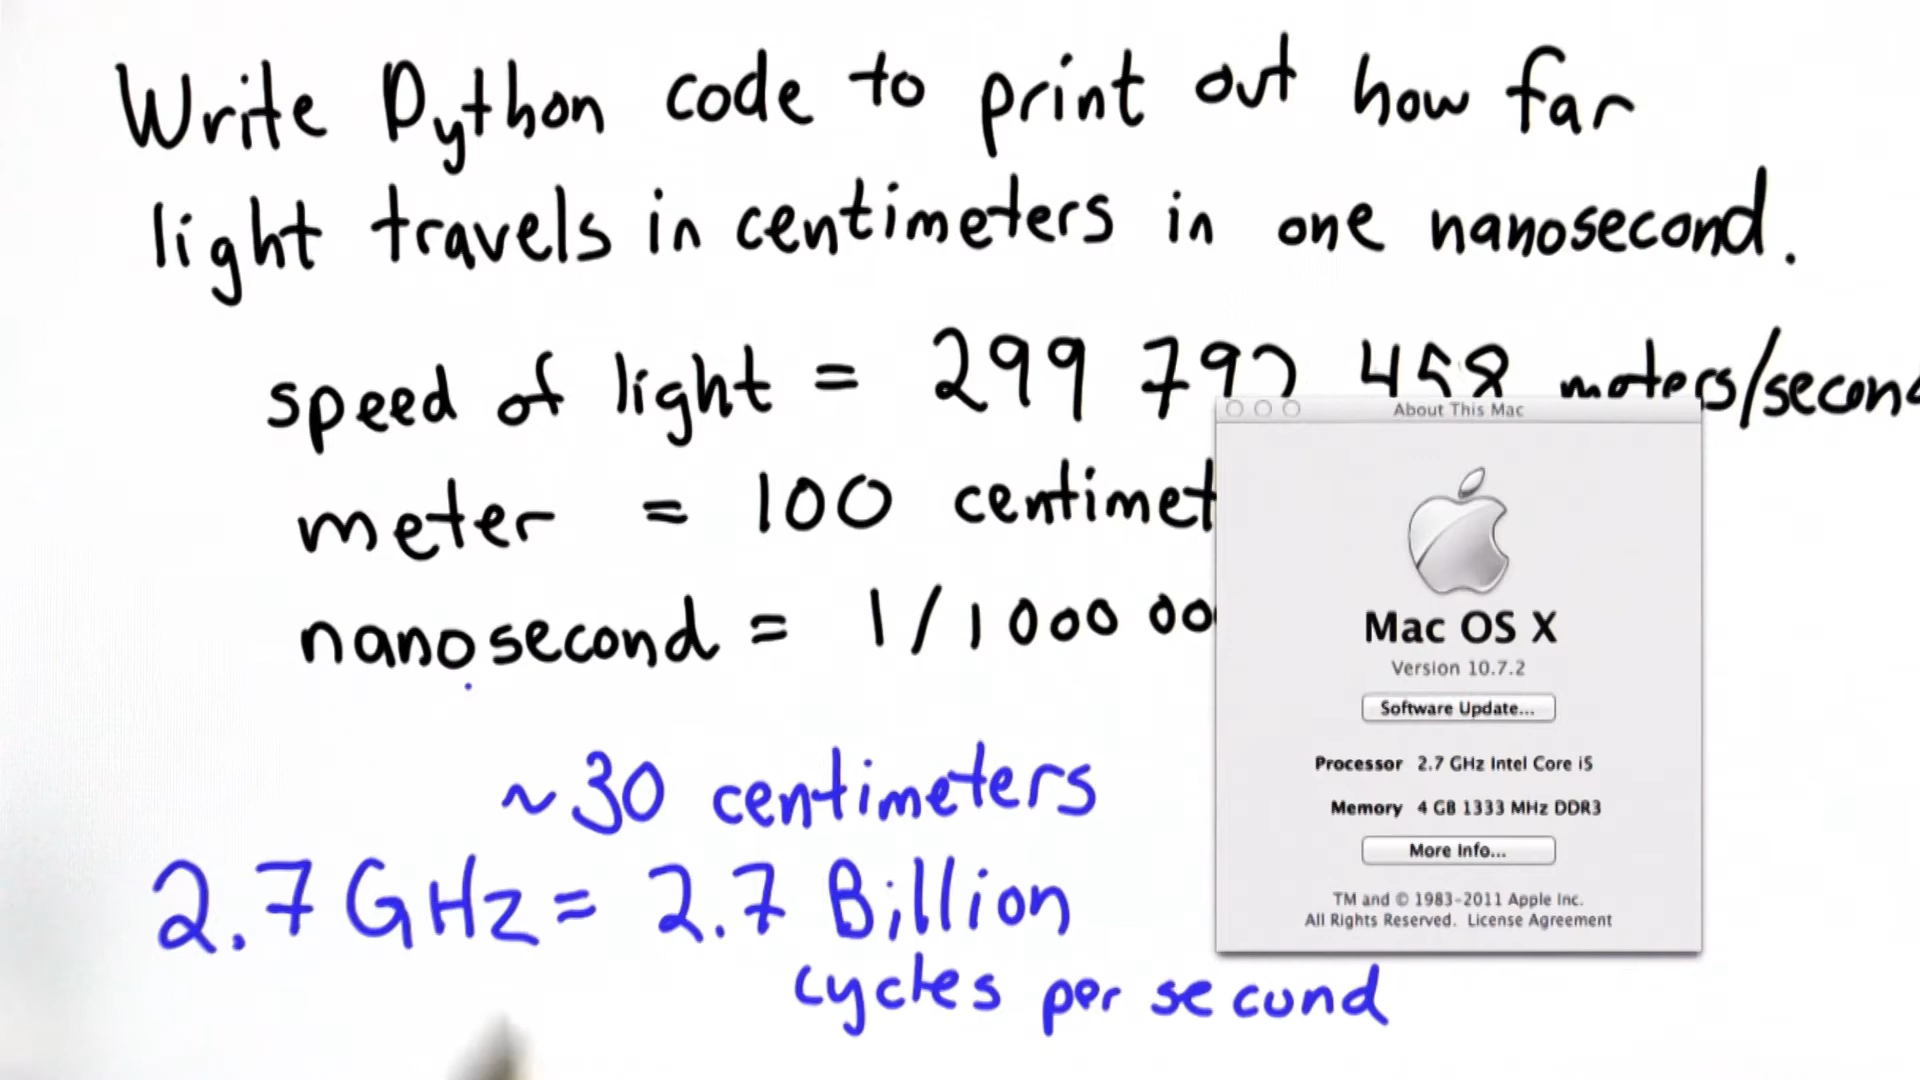 Write Python code to print out how far
light travels in centimeters in one nanosecond.
speed of light = 299 792 458 meters/second
meter = 100 centimet
nanosecond = 1/1000 00
~30 centimeters
2.7 GHz = 2.7 Billion
cycles per second
About This Mac
Mac OS X
Version 10.7.2
Software Update...
Processor 2.7 GHz Intel Core i5
Memory 4 GB 1333 MHz DDR3
More Info...
TM and © 1983-2011 Apple Inc.
All Rights Reserved. License Agreement